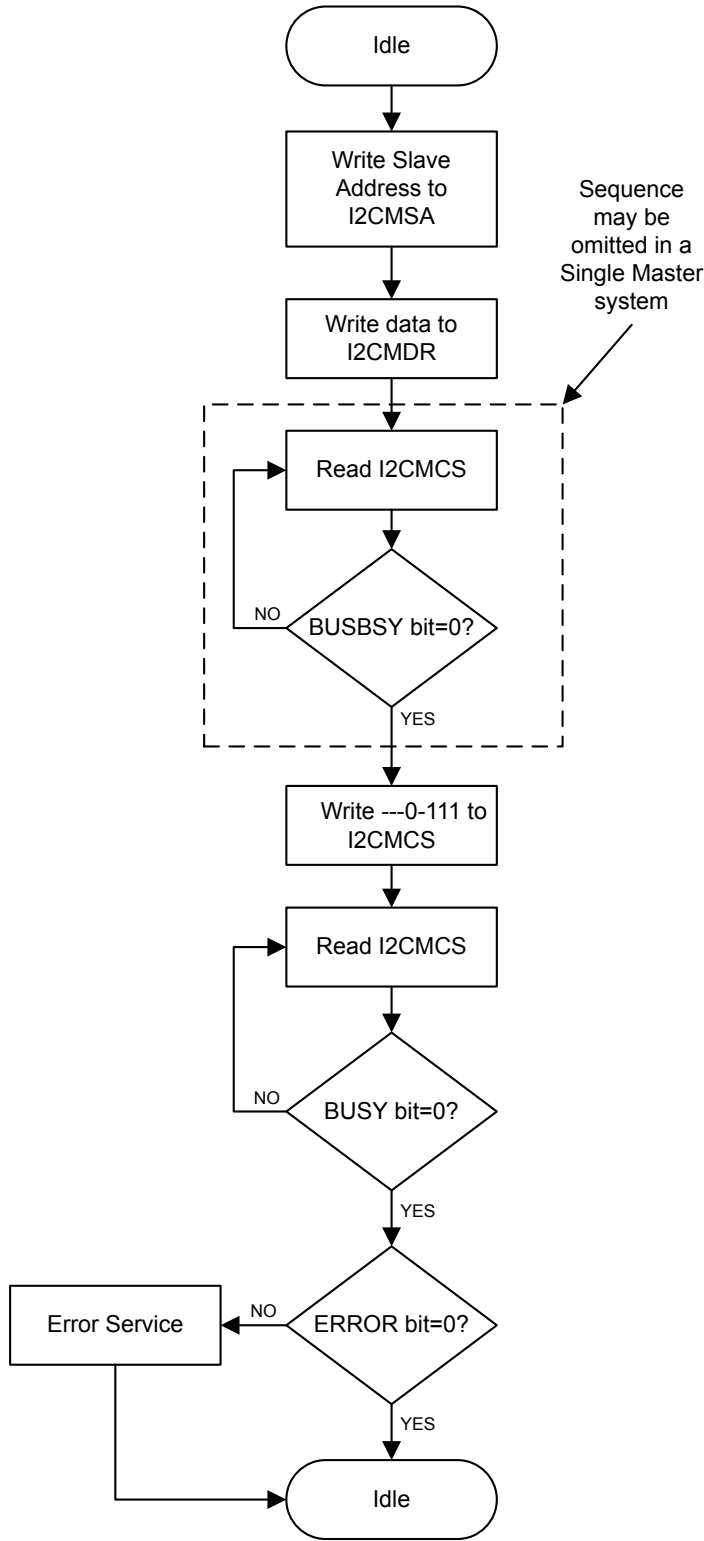 Idle
Write Slave
Address to
I2CMSA
Sequence
may be
omitted in a
Single Master
system
Write data to
I2CMDR
Read I2CMCS
NO
BUSBSY bit=0?
YES
Write ---0-111 to
I2CMCS
Read I2CMCS
NO
BUSY bit=0?
YES
Error Service
NO
ERROR bit=0?
YES
Idle